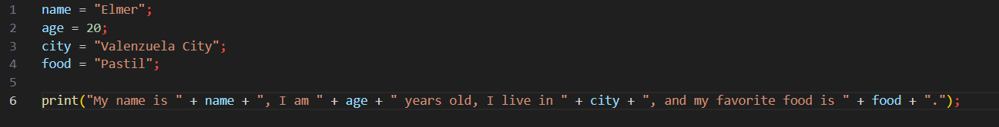 1 name = "Elmer";
2 age = 20;
3 city = "Valenzuela City";
4 food = "Pastil";
5
6 print("My name is " + name + ", I am " + age + " years old, I live in " + city + ", and my favorite food is " + food + ".");